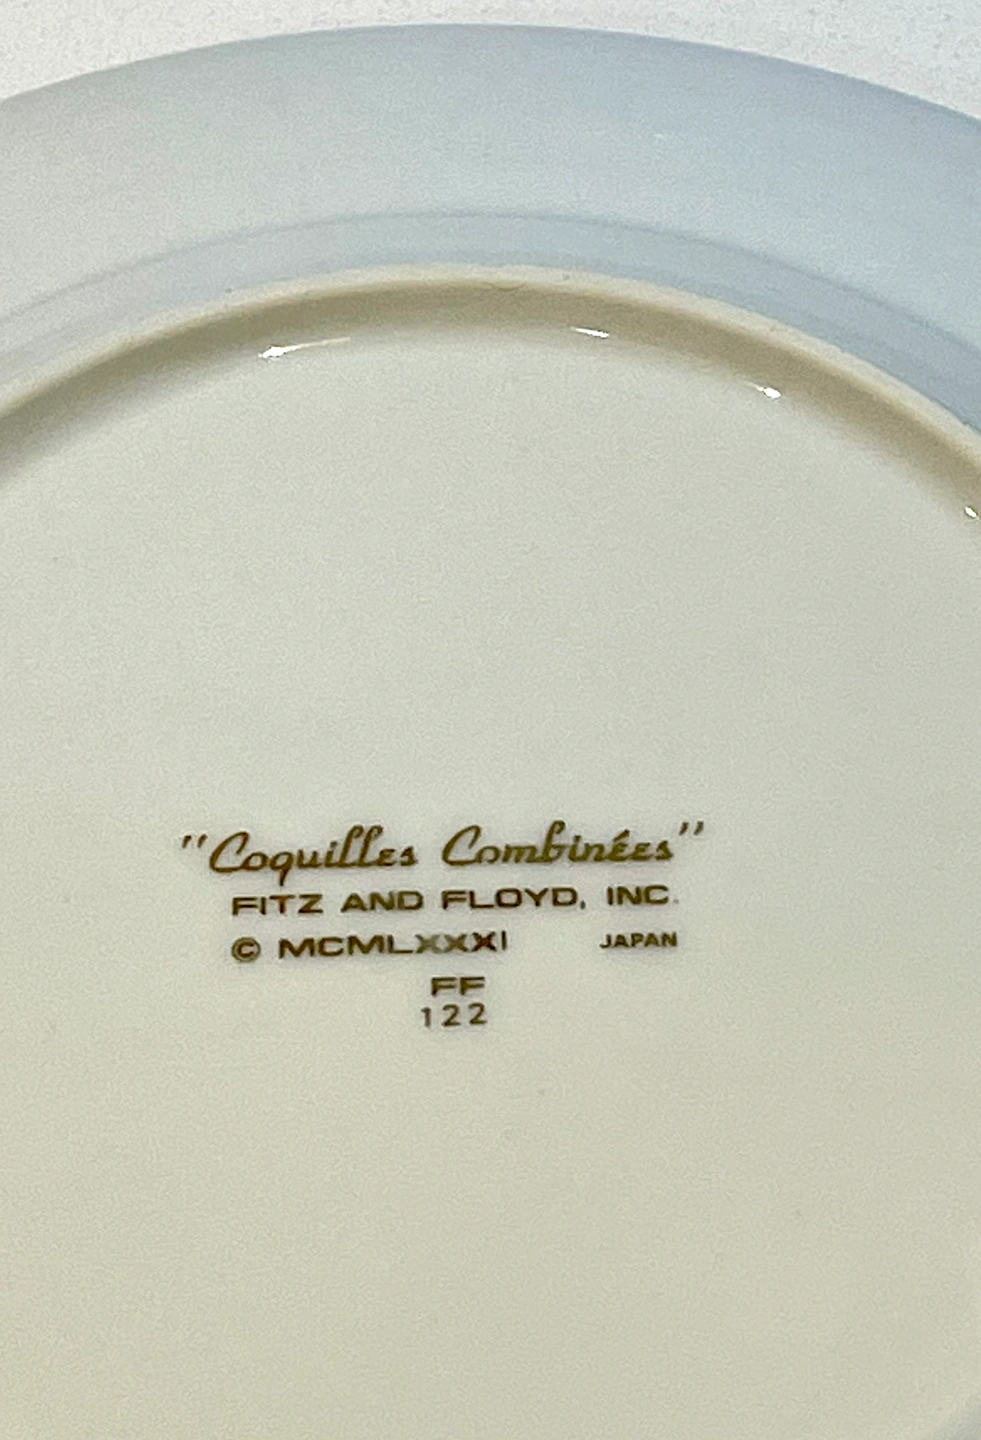 "Coquilles Combinées"
FITZ AND FLOYD, INC.
© MCMLXXXI JAPAN
FF
122